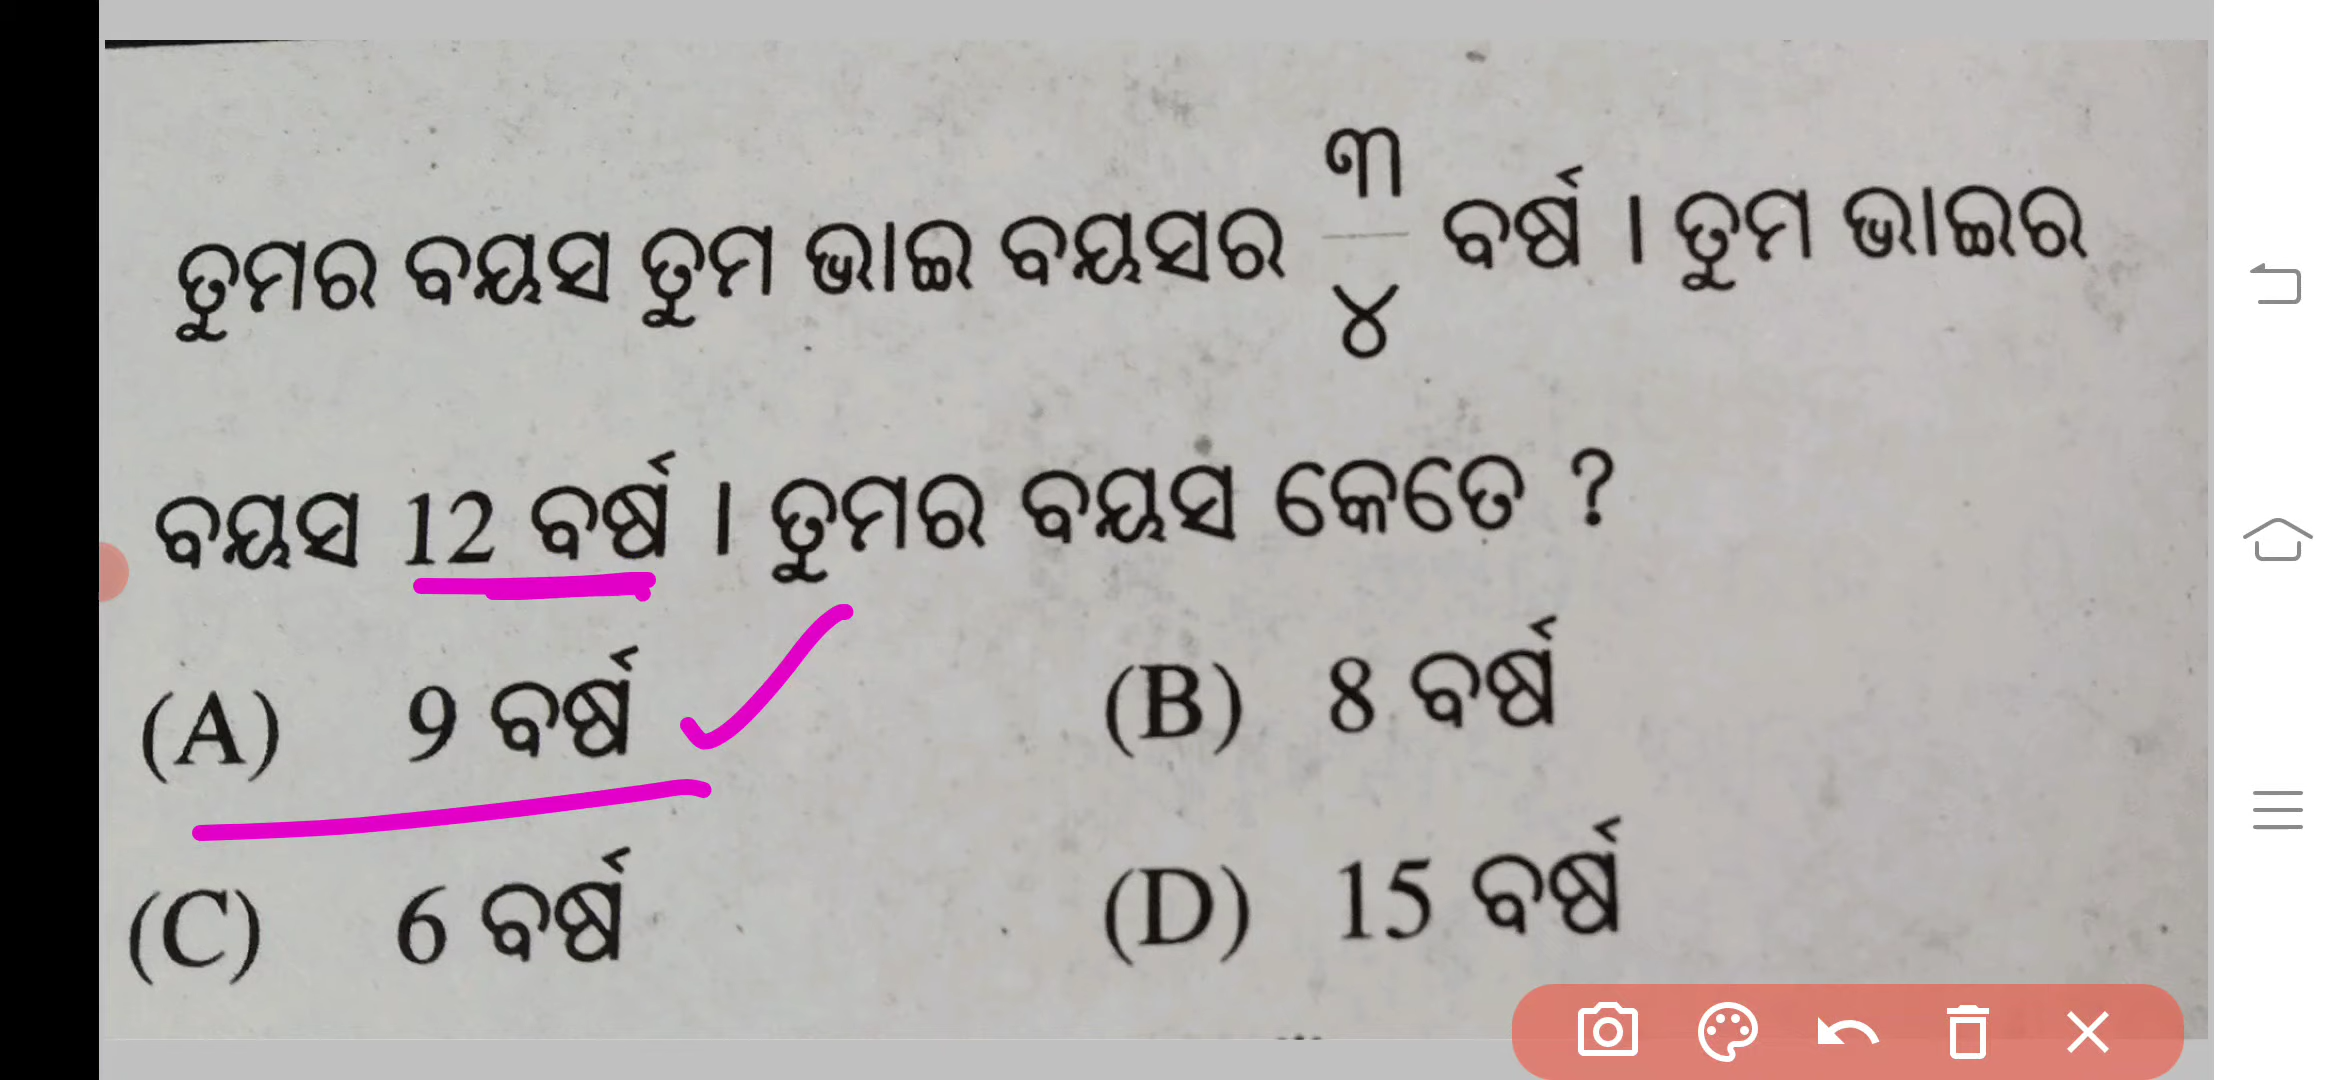 ତୁମର ବୟସ ତୁମ ଭାଇ ବୟସର ୩/୪ ବର୍ଷ । ତୁମ ଭାଇର
ବୟସ 12 ବର୍ଷ । ତୁମର ବୟସ କେତେ ?
(A) 9 ବର୍ଷ (B) 8 ବର୍ଷ
(C) 6 ବର୍ଷ (D) 15 ବର୍ଷ